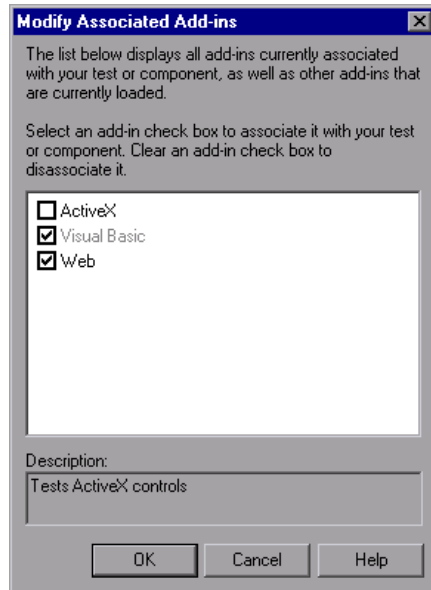 Modify Associated Add-ins
The list below displays all add-ins currently associated
with your test or component, as well as other add-ins that
are currently loaded.
Select an add-in check box to associate it with your test
or component. Clear an add-in check box to
disassociate it.
ActiveX
Visual Basic
Web
Description:
Tests ActiveX controls
OK Cancel Help